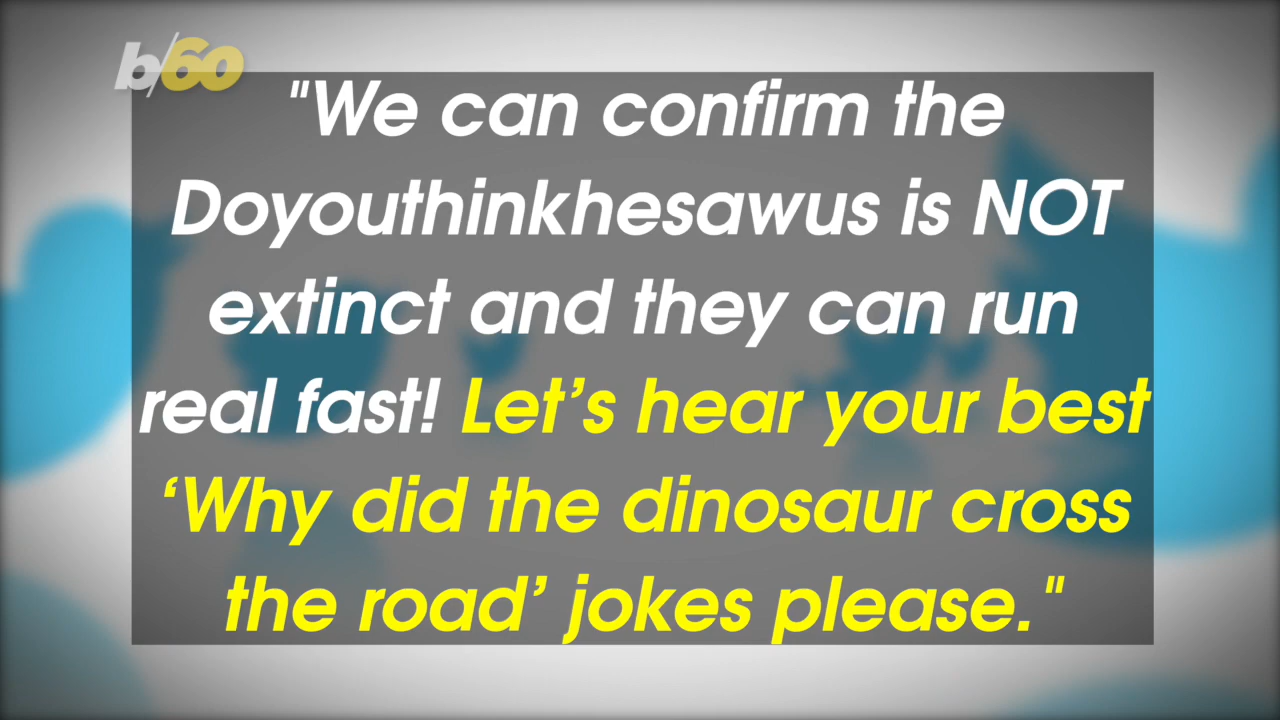 b/60
"We can confirm the
Doyouthinkhesawus is NOT
extinct and they can run
real fast! Let’s hear your best
‘Why did the dinosaur cross
the road’ jokes please."